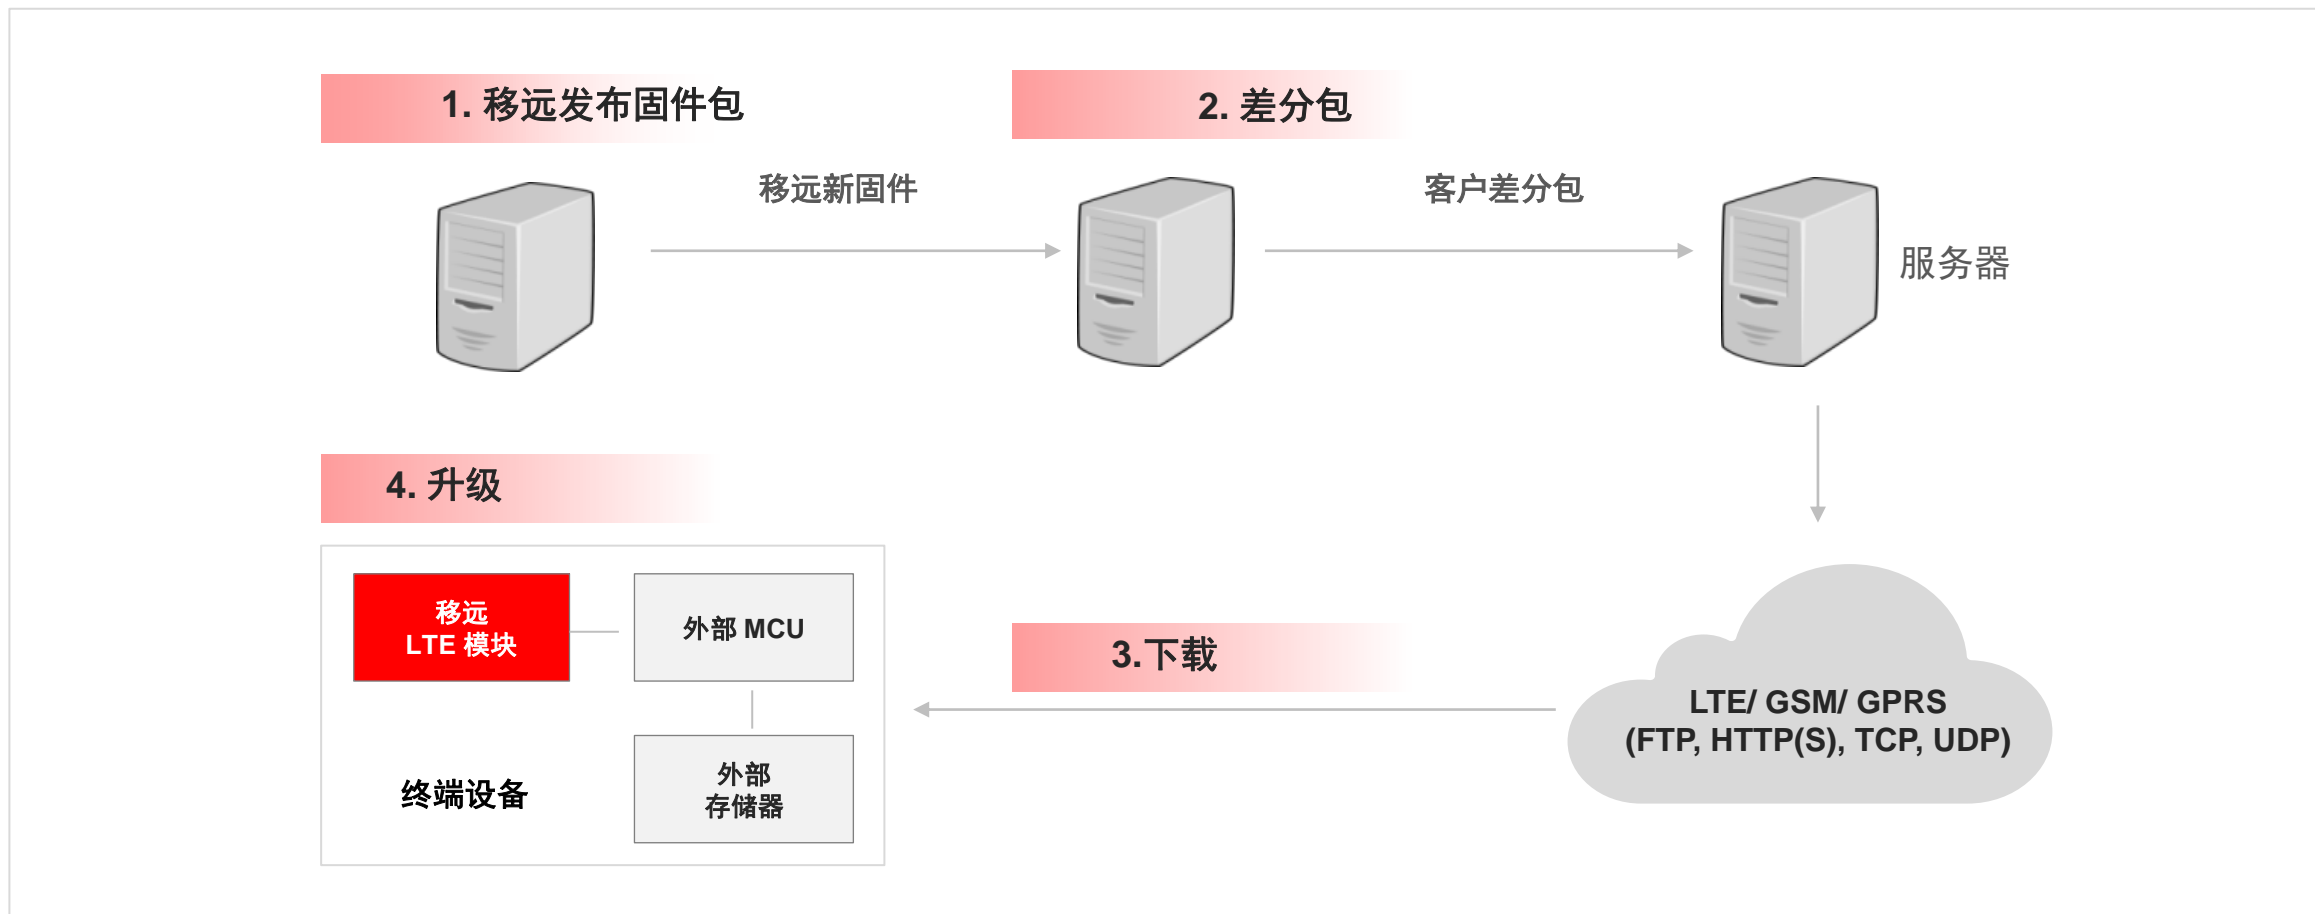 1. 移远发布固件包
2. 差分包
移远新固件
客户差分包
服务器
4. 升级
移远
LTE 模块
外部 MCU
外部
存储器
终端设备
3.下载
LTE/ GSM/ GPRS
(FTP, HTTP(S), TCP, UDP)